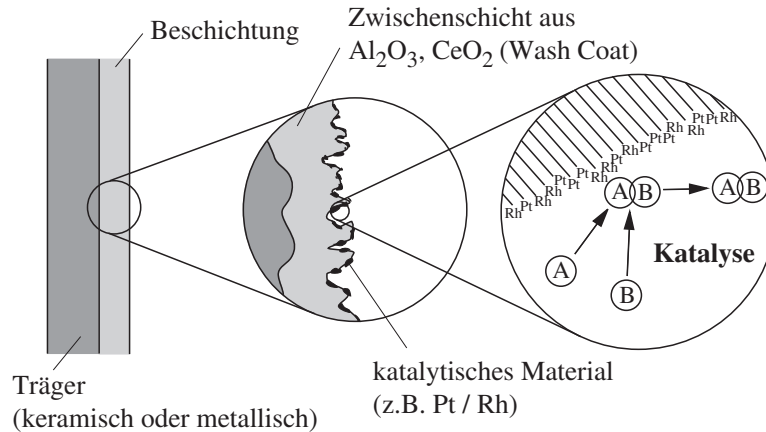 Beschichtung
Zwischenschicht aus
Al₂O₃, CeO₂ (Wash Coat)
Rh Pt Rh Rh Pt Pt Rh Rh Pt Rh Pt Pt Pt Rh Rh Pt Pt Rh
A B
A B
A
B
Katalyse
Träger
(keramisch oder metallisch)
katalytisches Material
(z.B. Pt / Rh)